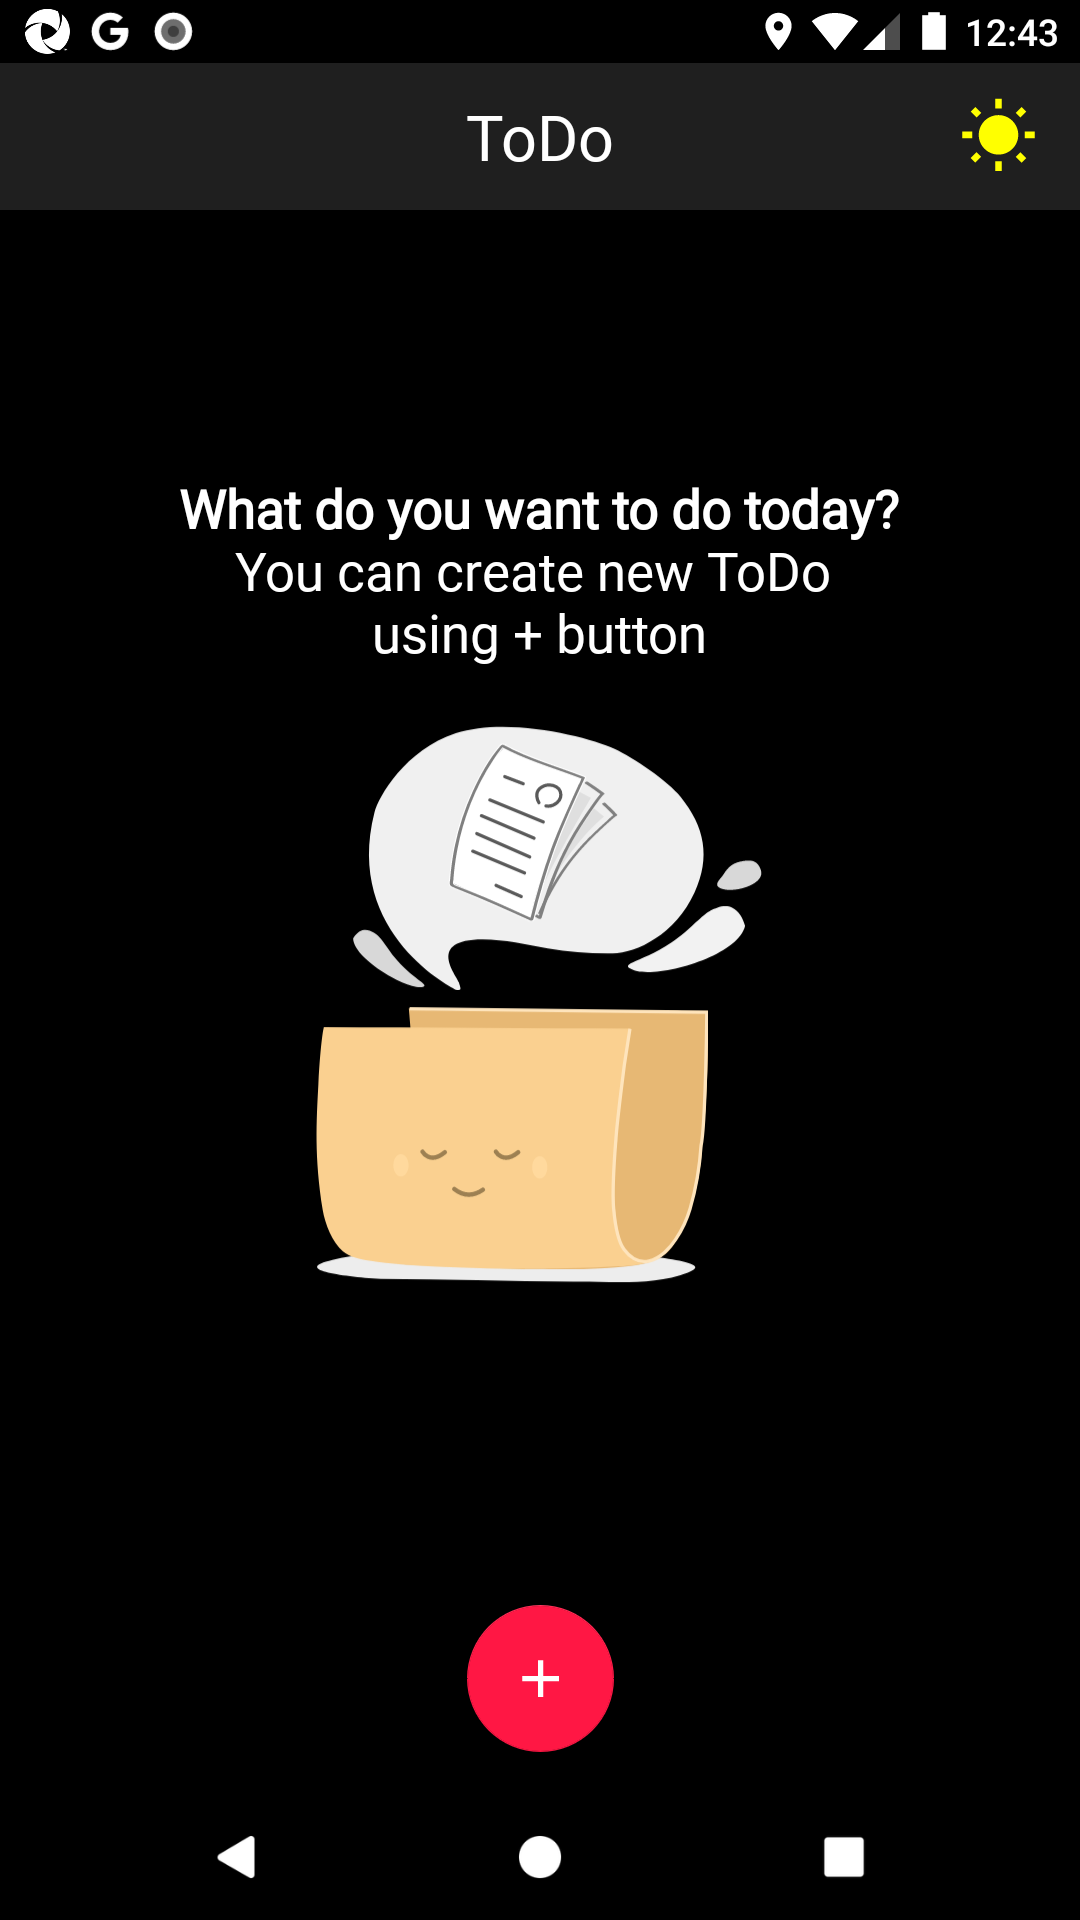 12:43
ToDo
What do you want to do today?
You can create new ToDo
using + button
+